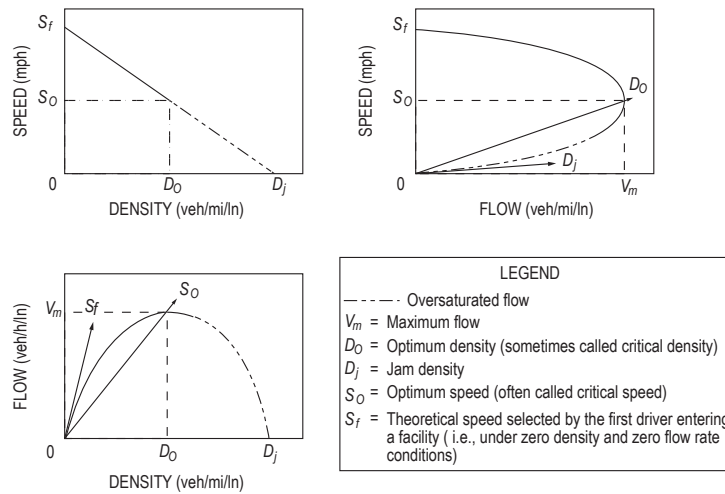 S_f
S_O
SPEED (mph)
0
D_O
D_j
DENSITY (veh/mi/ln)
S_f
S_O
SPEED (mph)
0
D_O
D_j
V_m
FLOW (veh/mi/ln)
V_m
S_f
S_O
FLOW (veh/h/ln)
0
D_O
D_j
DENSITY (veh/mi/ln)
LEGEND
Oversaturated flow
V_m = Maximum flow
D_O = Optimum density (sometimes called critical density)
D_j = Jam density
S_O = Optimum speed (often called critical speed)
S_f = Theoretical speed selected by the first driver entering
a facility ( i.e., under zero density and zero flow rate
conditions)